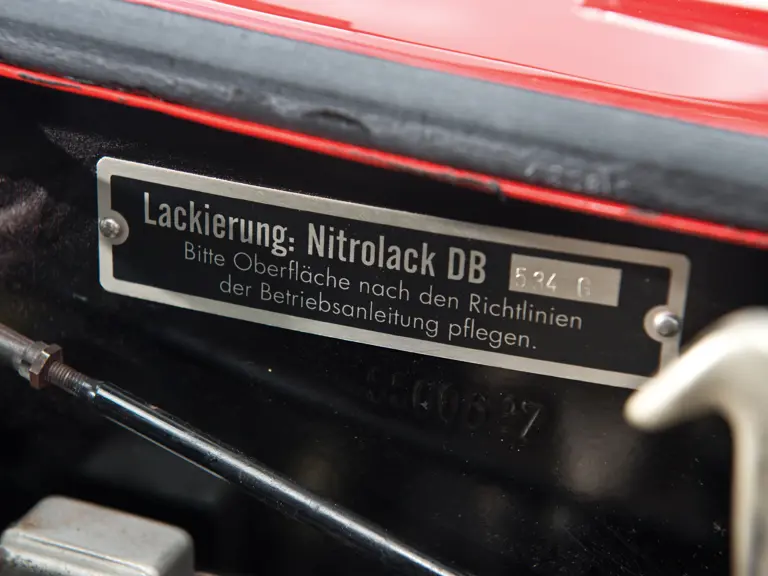 Lackierung: Nitrolack DB 534 G
Bitte Oberfläche nach den Richtlinien
der Betriebsanleitung pflegen.